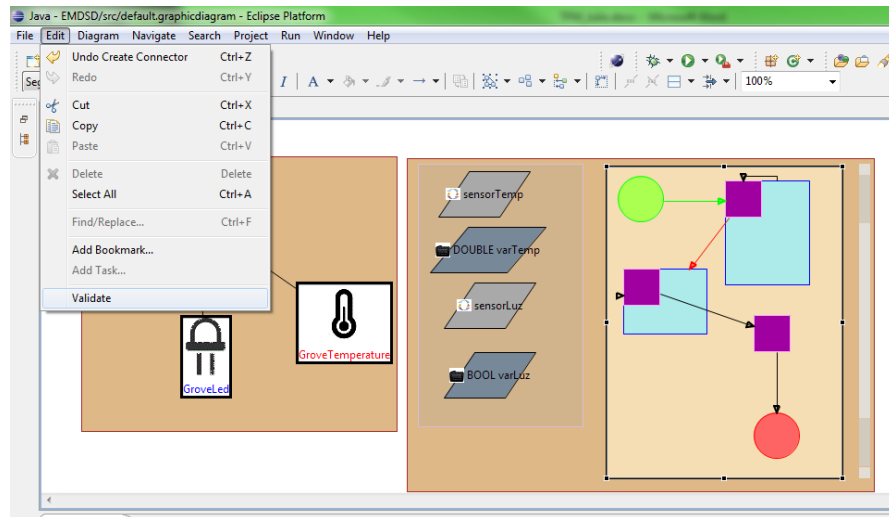 Java - EMDSD/src/default.graphicdiagram - Eclipse Platform
File Edit Diagram Navigate Search Project Run Window Help
Undo Create Connector Ctrl+Z
Redo Ctrl+Y
Cut Ctrl+X
Copy Ctrl+C
Paste Ctrl+V
Delete Delete
Select All Ctrl+A
Find/Replace... Ctrl+F
Add Bookmark...
Add Task...
Validate
I A
100%
sensorTemp
DOUBLE varTemp
sensorLuz
BOOL varLuz
GroveTemperature
GroveLed